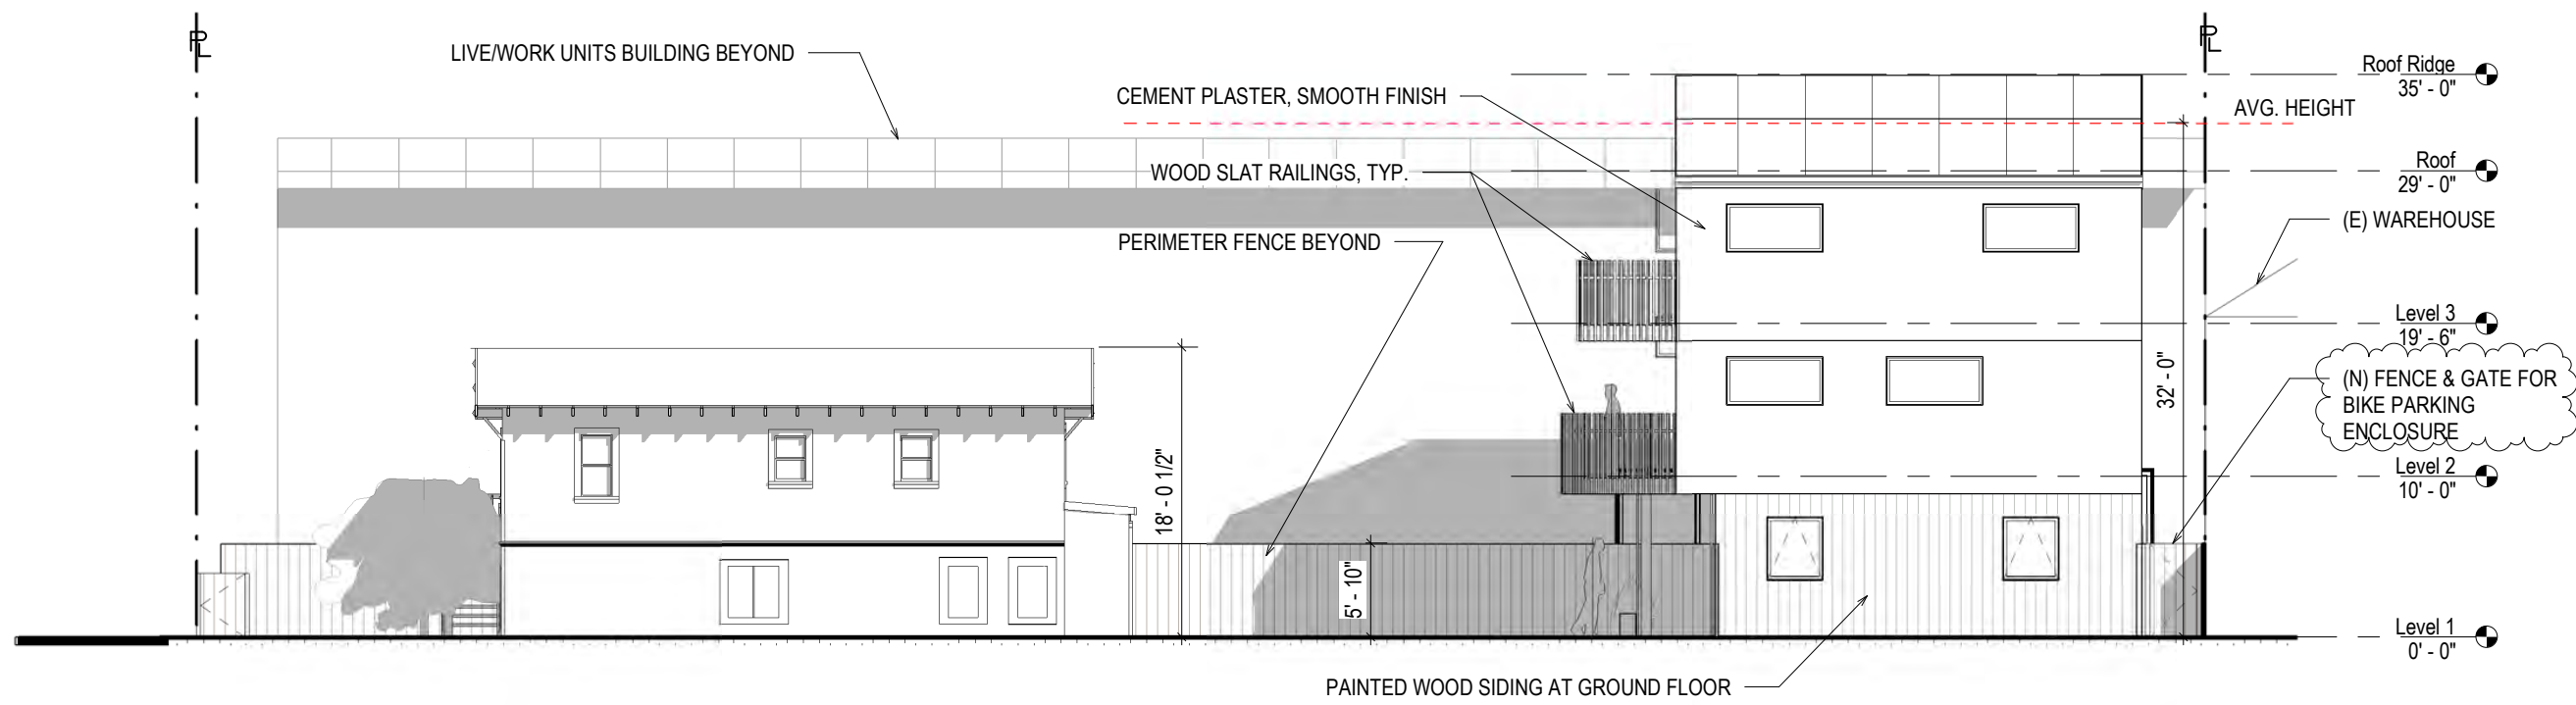 PL
PL
LIVE/WORK UNITS BUILDING BEYOND
CEMENT PLASTER, SMOOTH FINISH
WOOD SLAT RAILINGS, TYP.
PERIMETER FENCE BEYOND
Roof Ridge
35' - 0"
AVG. HEIGHT
Roof
29' - 0"
(E) WAREHOUSE
Level 3
19' - 6"
32' - 0"
(N) FENCE & GATE FOR
BIKE PARKING
ENCLOSURE
Level 2
10' - 0"
18' - 0 1/2"
5' - 10"
Level 1
0' - 0"
PAINTED WOOD SIDING AT GROUND FLOOR